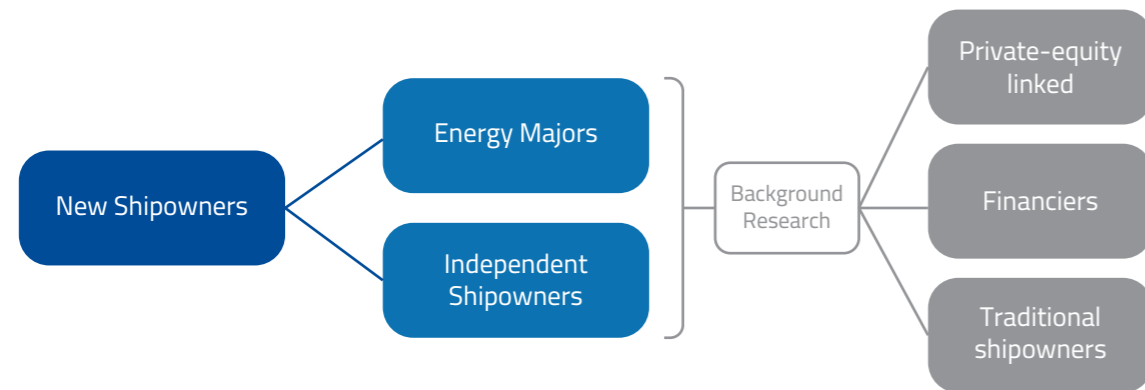 New Shipowners
Energy Majors
Independent
Shipowners
Background
Research
Private-equity
linked
Financiers
Traditional
shipowners